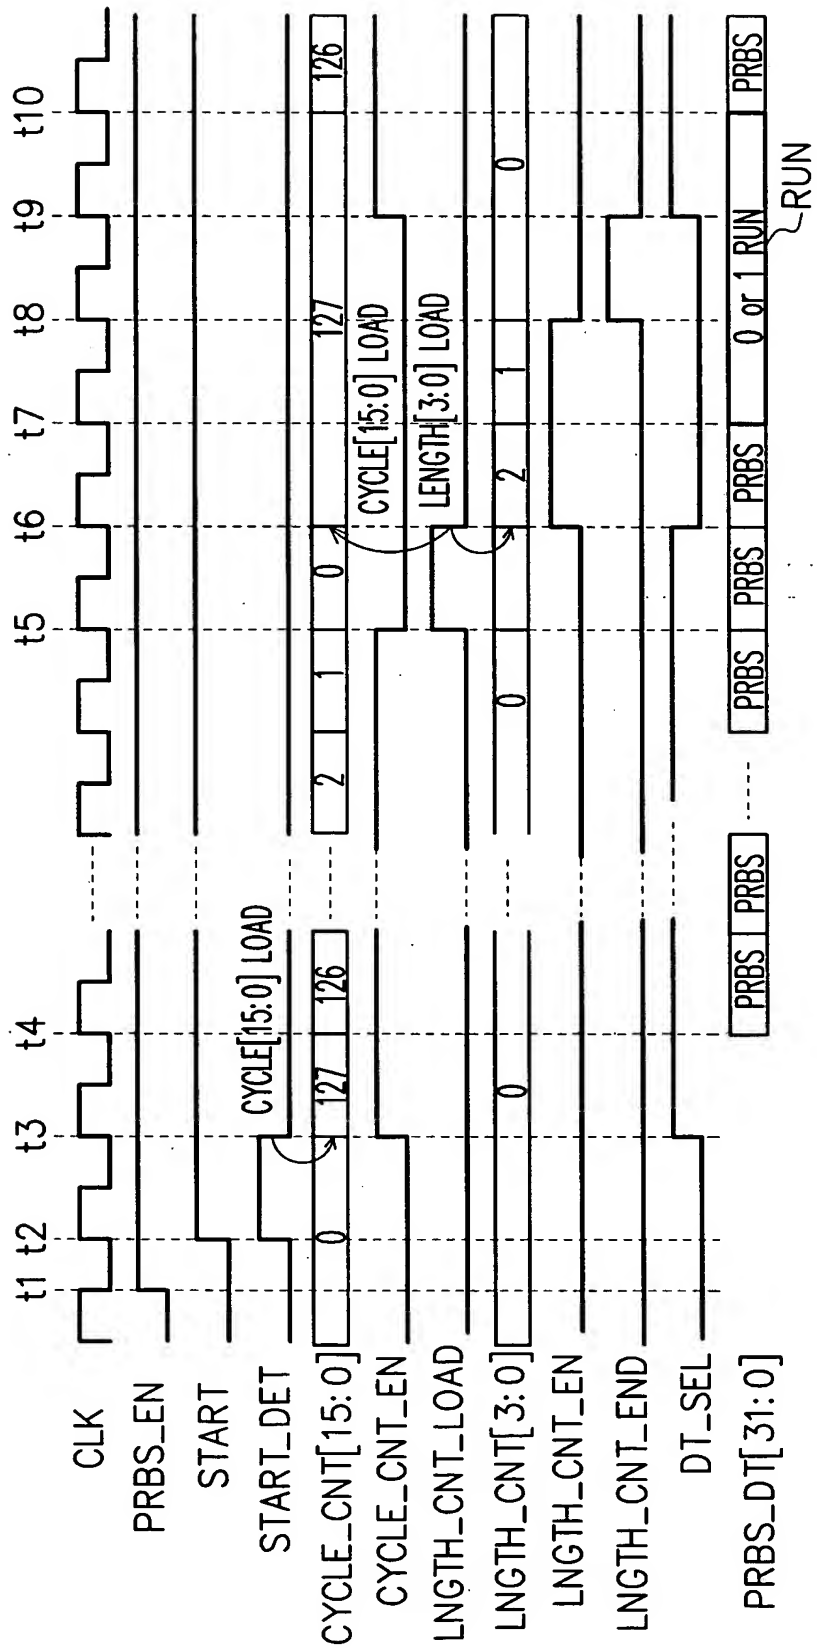 t1 t2 t3 t4 t5 t6 t7 t8 t9 t10
CLK
PRBS_EN
START
START_DET
CYCLE[15:0] LOAD
CYCLE_CNT[15:0] 0 127 126 2 1 0 127 126
CYCLE_CNT_EN
CYCLE[15:0] LOAD
LNGTH_CNT_LOAD
LENGTH[3:0] LOAD
LNGTH_CNT[3:0] 0 0 2 1 0
LNGTH_CNT_EN
LNGTH_CNT_END
DT_SEL
PRBS_DT[31:0] PRBS PRBS PRBS PRBS PRBS 0 or 1 RUN PRBS
RUN